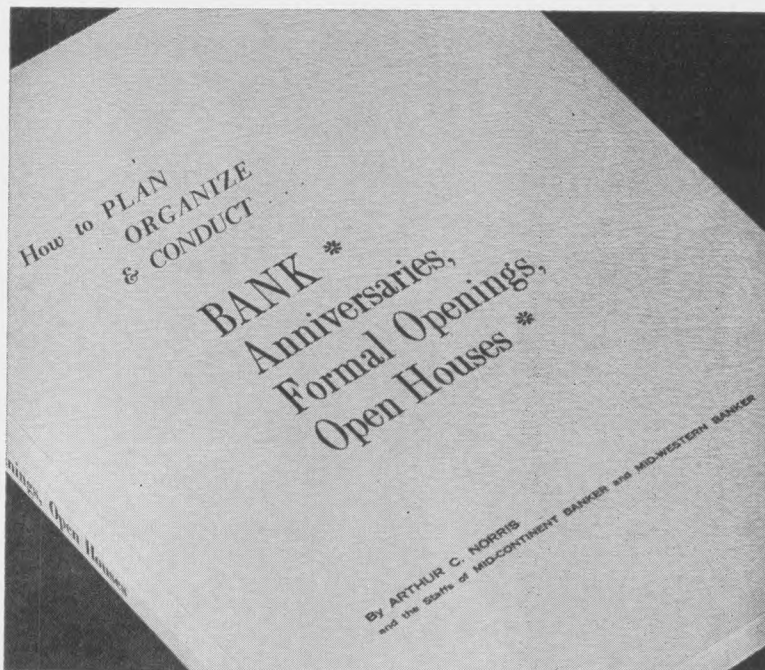 How to PLAN
ORGANIZE
& CONDUCT . . .
BANK *
Anniversaries,
Formal Openings,
Open Houses *
By ARTHUR C. NORRIS
and the Staffs of MID-CONTINENT BANKER and MID-WESTERN BANKER
nings, Open Houses